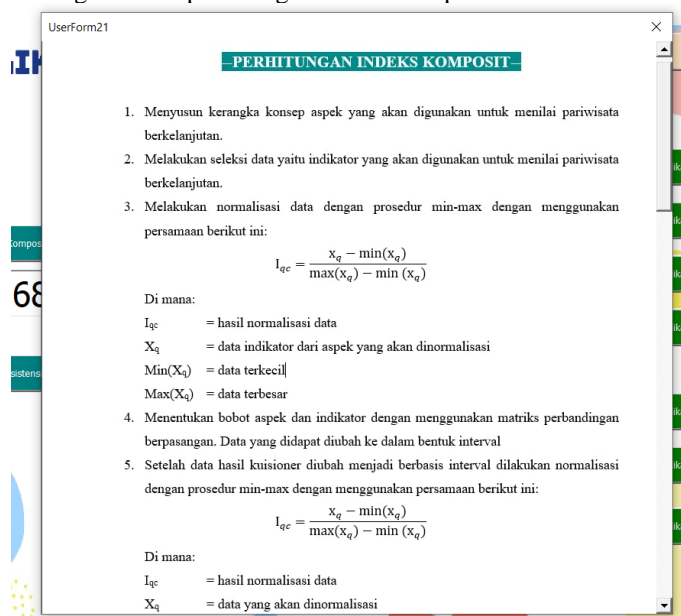 UserForm21
PERHITUNGAN INDEKS KOMPOSIT
1. Menyusun kerangka konsep aspek yang akan digunakan untuk menilai pariwisata
berkelanjutan.
2. Melakukan seleksi data yaitu indikator yang akan digunakan untuk menilai pariwisata
berkelanjutan.
3. Melakukan normalisasi data dengan prosedur min-max dengan menggunakan
persamaan berikut ini:
I_qc = (x_q − min(x_q)) / (max(x_q) − min (x_q))
Di mana:
I_qc = hasil normalisasi data
X_q = data indikator dari aspek yang akan dinormalisasi
Min(X_q) = data terkecil
Max(X_q) = data terbesar
4. Menentukan bobot aspek dan indikator dengan menggunakan matriks perbandingan
berpasangan. Data yang didapat diubah ke dalam bentuk interval
5. Setelah data hasil kuisioner diubah menjadi berbasis interval dilakukan normalisasi
dengan prosedur min-max dengan menggunakan persamaan berikut ini:
I_qc = (x_q − min(x_q)) / (max(x_q) − min (x_q))
Di mana:
I_qc = hasil normalisasi data
X_q = data yang akan dinormalisasi
68